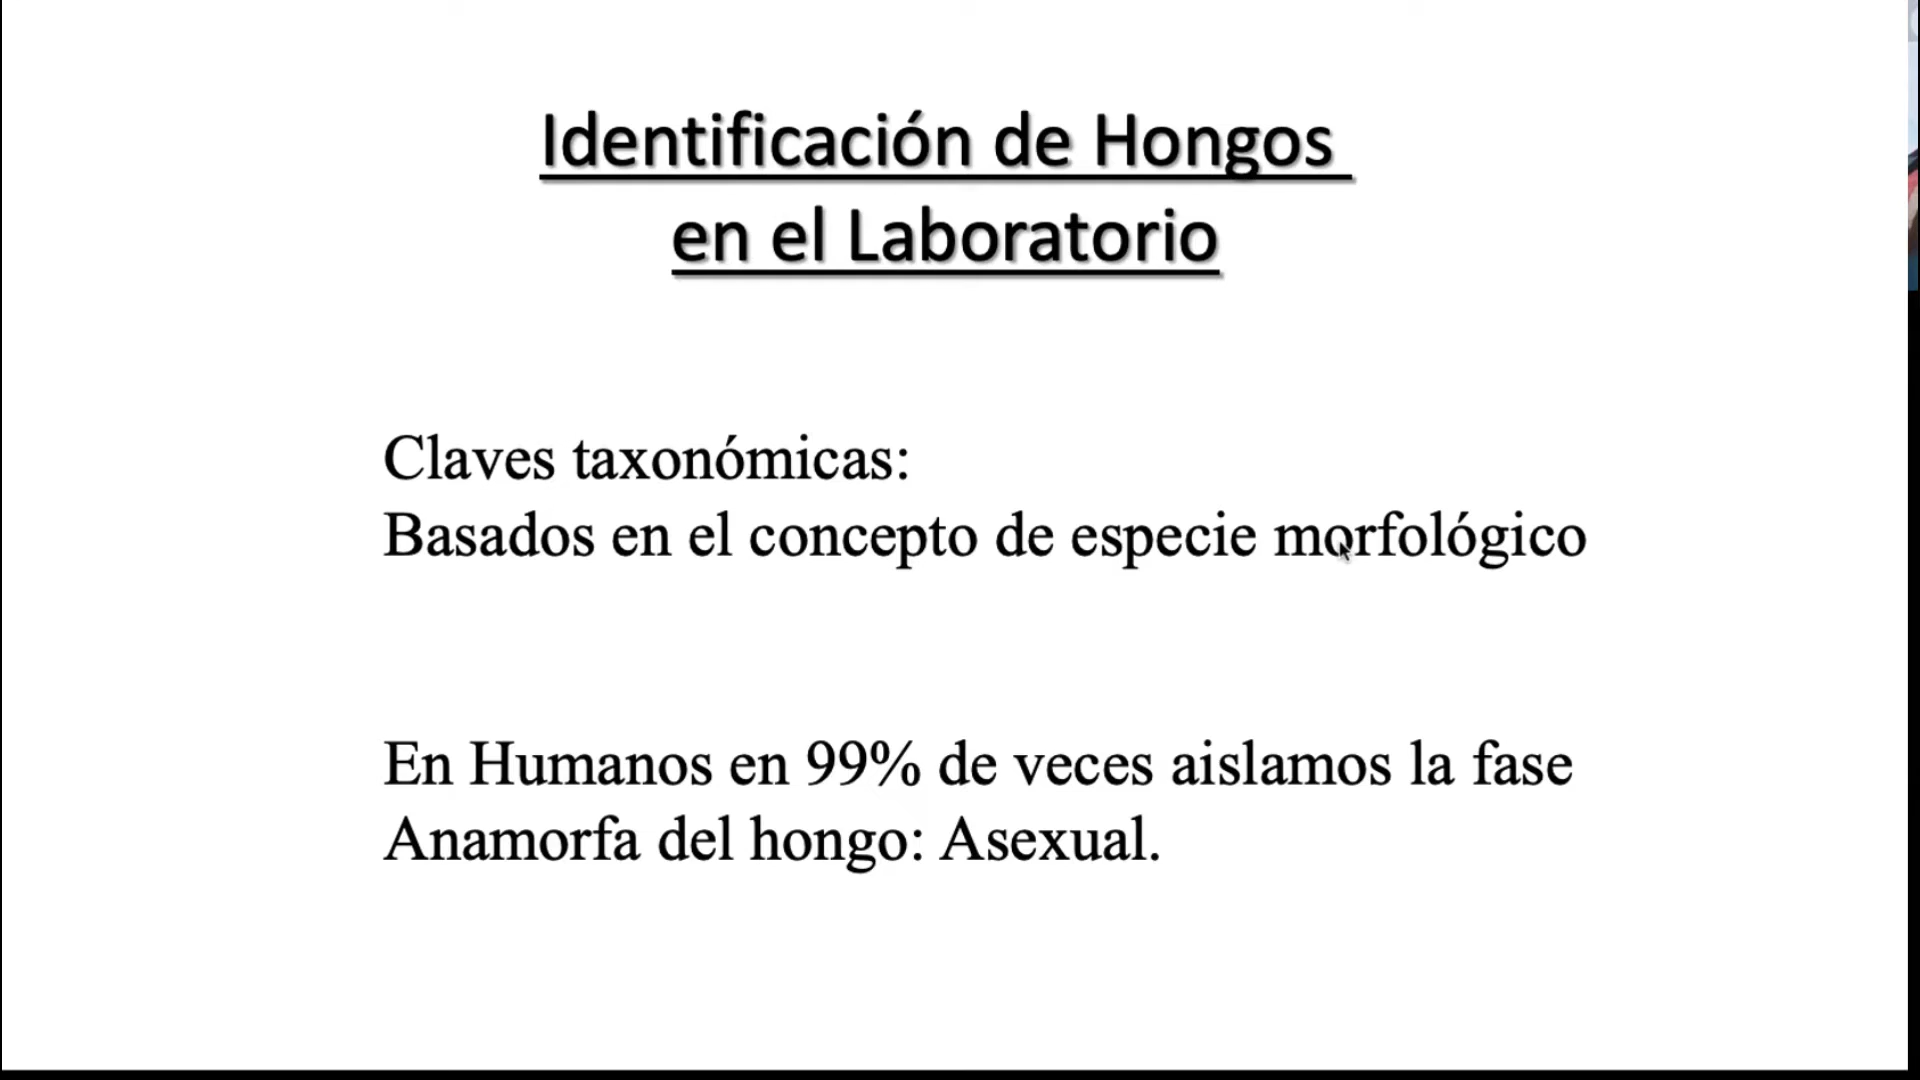 Identificación de Hongos
en el Laboratorio
Claves taxonómicas:
Basados en el concepto de especie morfológico
En Humanos en 99% de veces aislamos la fase
Anamorfa del hongo: Asexual.